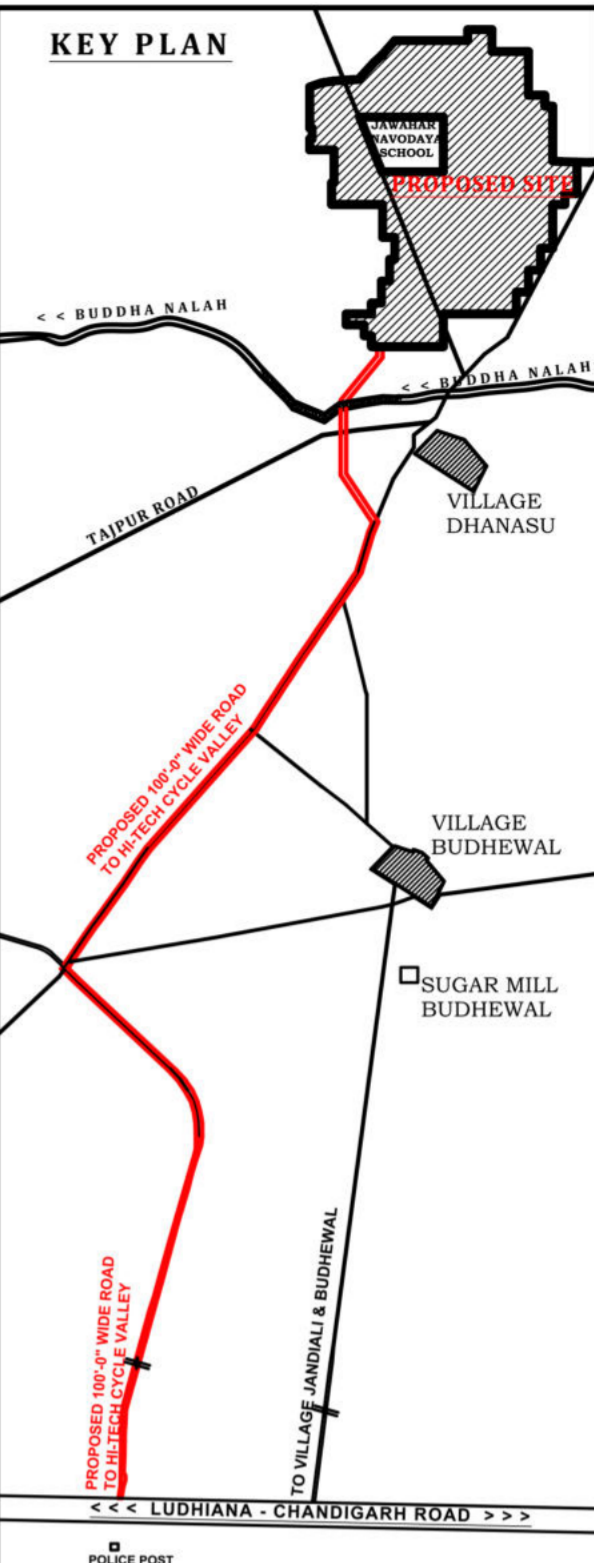 KEY PLAN
JAWAHAR
NAVODAYA
SCHOOL
PROPOSED SITE
< < BUDDHA NALAH
< < BUDDHA NALAH
TAJPUR ROAD
VILLAGE
DHANASU
PROPOSED 100'-0" WIDE ROAD
TO HI-TECH CYCLE VALLEY
VILLAGE
BUDHEWAL
SUGAR MILL
BUDHEWAL
PROPOSED 100'-0" WIDE ROAD
TO HI-TECH CYCLE VALLEY
TO VILLAGE JANDIALI & BUDHEWAL
< < < LUDHIANA - CHANDIGARH ROAD > > >
POLICE POST